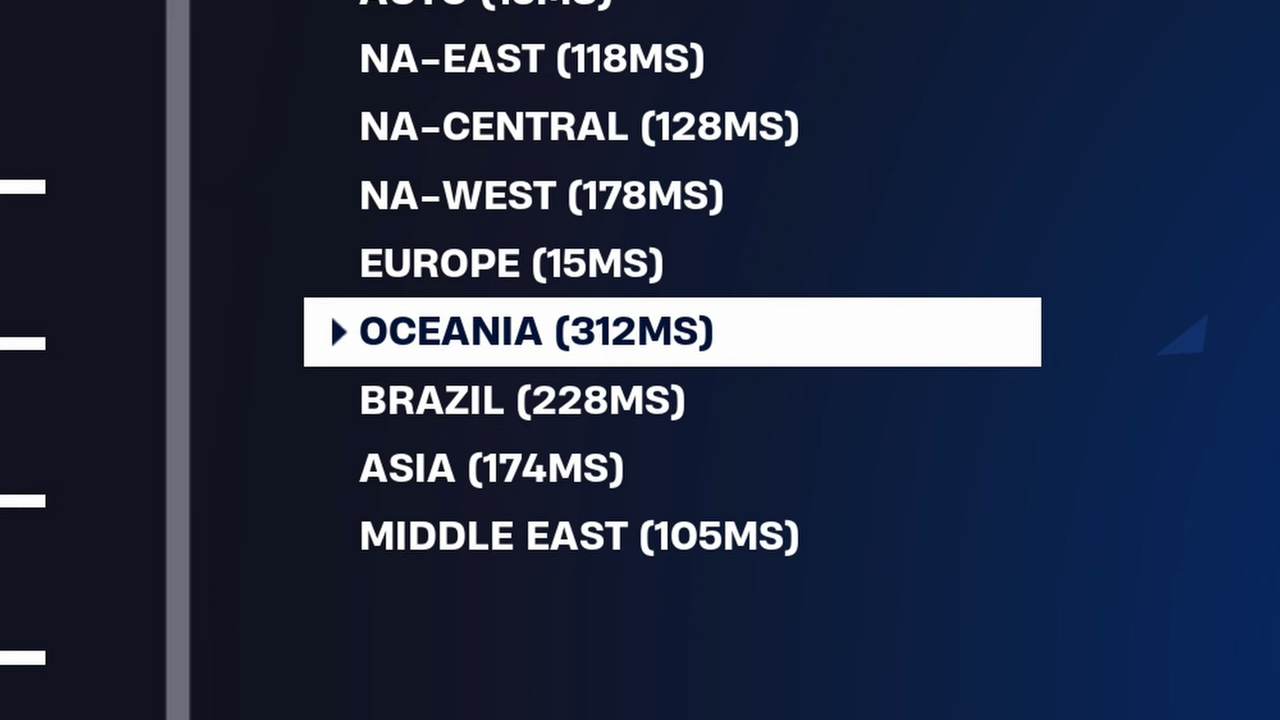 NA-EAST (118MS)
NA-CENTRAL (128MS)
NA-WEST (178MS)
EUROPE (15MS)
OCEANIA (312MS)
BRAZIL (228MS)
ASIA (174MS)
MIDDLE EAST (105MS)